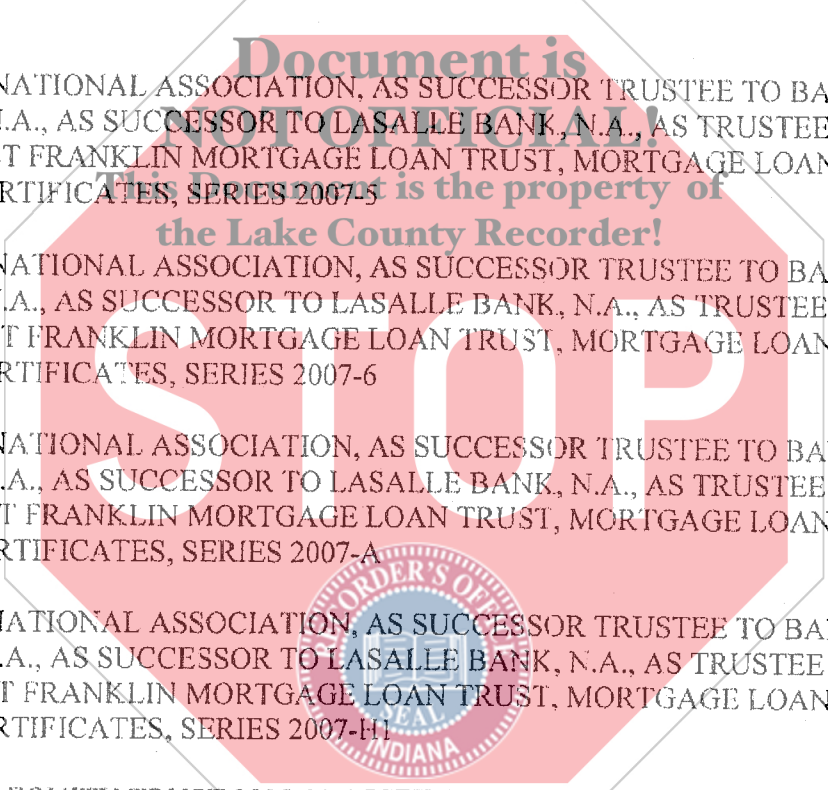 Document is
NATIONAL ASSOCIATION, AS SUCCESSOR TRUSTEE TO BA
NOT OFFICIAL!
.A., AS SUCCESSOR TO LASALLE BANK, N.A., AS TRUSTEE
T FRANKLIN MORTGAGE LOAN TRUST, MORTGAGE LOAN
This Document is the property of
RTIFICATES, SERIES 2007-5
the Lake County Recorder!
NATIONAL ASSOCIATION, AS SUCCESSOR TRUSTEE TO BA
.A., AS SUCCESSOR TO LASALLE BANK, N.A., AS TRUSTEE
T FRANKLIN MORTGAGE LOAN TRUST, MORTGAGE LOAN
RTIFICATES, SERIES 2007-6
STOP
NATIONAL ASSOCIATION, AS SUCCESSOR TRUSTEE TO BA
.A., AS SUCCESSOR TO LASALLE BANK, N.A., AS TRUSTEE
T FRANKLIN MORTGAGE LOAN TRUST, MORTGAGE LOAN
RTIFICATES, SERIES 2007-A
NATIONAL ASSOCIATION, AS SUCCESSOR TRUSTEE TO BA
.A., AS SUCCESSOR TO LASALLE BANK, N.A., AS TRUSTEE
T FRANKLIN MORTGAGE LOAN TRUST, MORTGAGE LOAN
RTIFICATES, SERIES 2007-H1
RECORDER'S OFFICE
SEAL
INDIANA